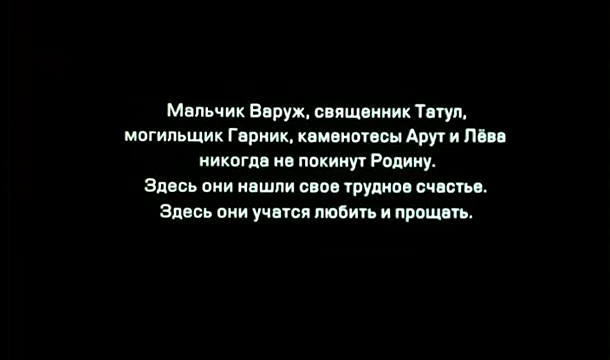 Мальчик Варуж, священник Татул,
могильщик Гарник, каменотесы Арут и Лёва
никогда не покинут Родину.
Здесь они нашли свое трудное счастье.
Здесь они учатся любить и прощать.